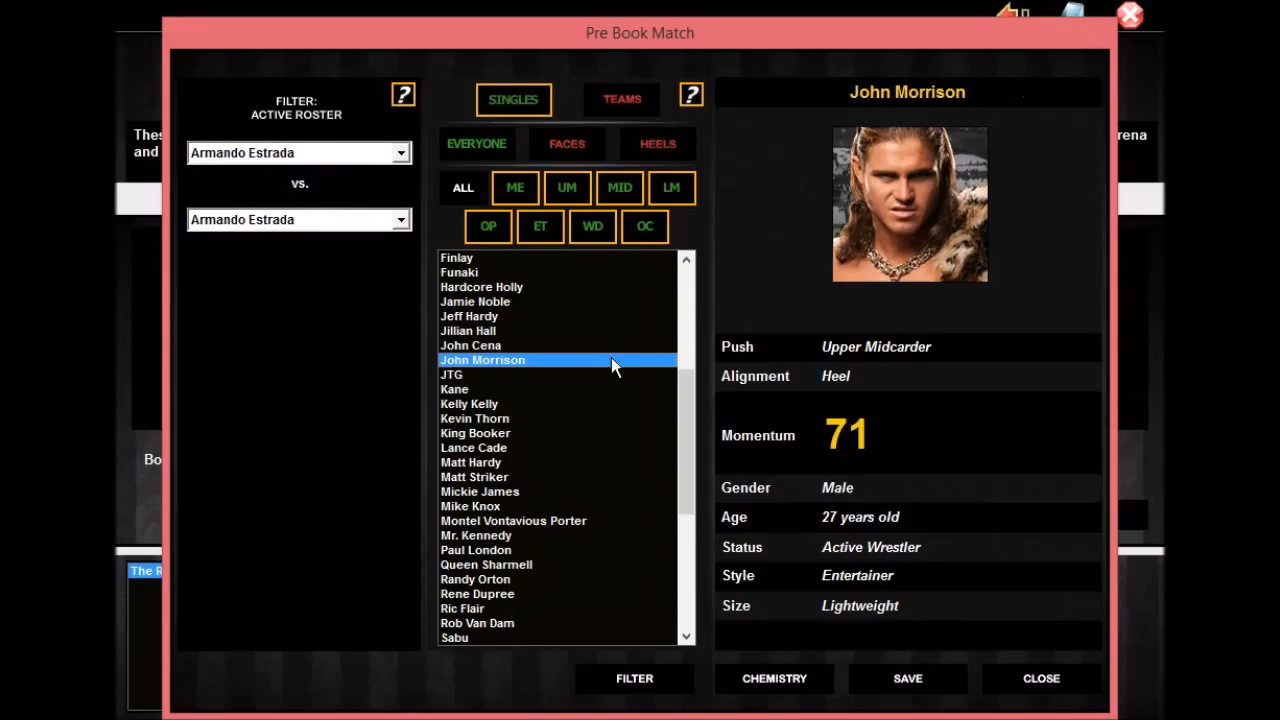 Pre Book Match
Thes
and
rena
Bo
The R
FILTER:
ACTIVE ROSTER
?
Armando Estrada
vs.
Armando Estrada
SINGLES
TEAMS
?
EVERYONE
FACES
HEELS
ALL
ME
UM
MID
LM
OP
ET
WD
OC
Finlay
Funaki
Hardcore Holly
Jamie Noble
Jeff Hardy
Jillian Hall
John Cena
John Morrison
JTG
Kane
Kelly Kelly
Kevin Thorn
King Booker
Lance Cade
Matt Hardy
Matt Striker
Mickie James
Mike Knox
Montel Vontavious Porter
Mr. Kennedy
Paul London
Queen Sharmell
Randy Orton
Rene Dupree
Ric Flair
Rob Van Dam
Sabu
FILTER
John Morrison
Push Upper Midcarder
Alignment Heel
Momentum 71
Gender Male
Age 27 years old
Status Active Wrestler
Style Entertainer
Size Lightweight
CHEMISTRY
SAVE
CLOSE